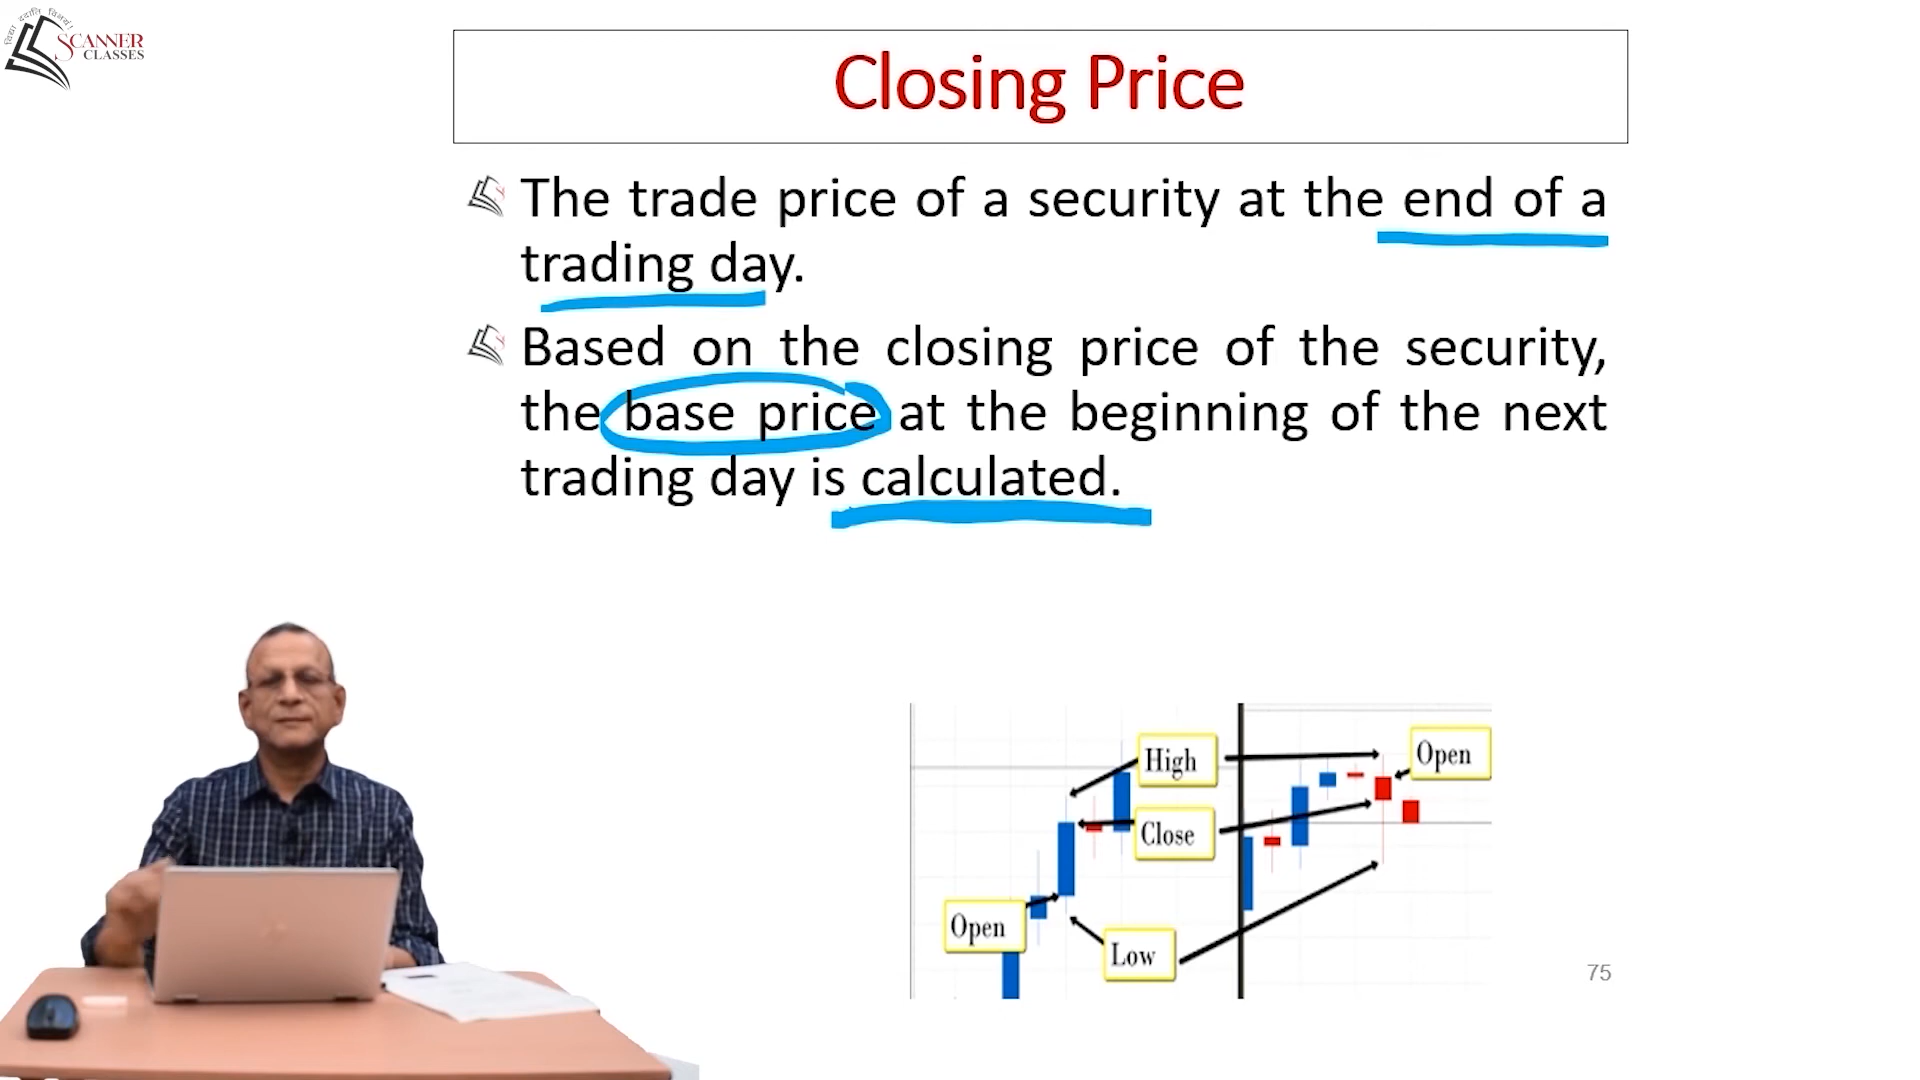 विद्या ददाति विनयं।
SCANNER
CLASSES
Closing Price
The trade price of a security at the end of a
trading day.
Based on the closing price of the security,
the base price at the beginning of the next
trading day is calculated.
High
Open
Close
Open
Low
75